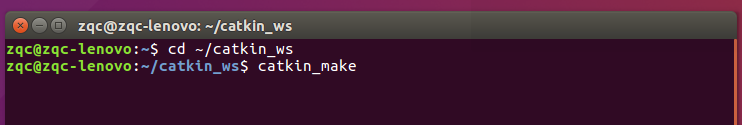 zqc@zqc-lenovo: ~/catkin_ws
zqc@zqc-lenovo:~$ cd ~/catkin_ws
zqc@zqc-lenovo:~/catkin_ws$ catkin_make